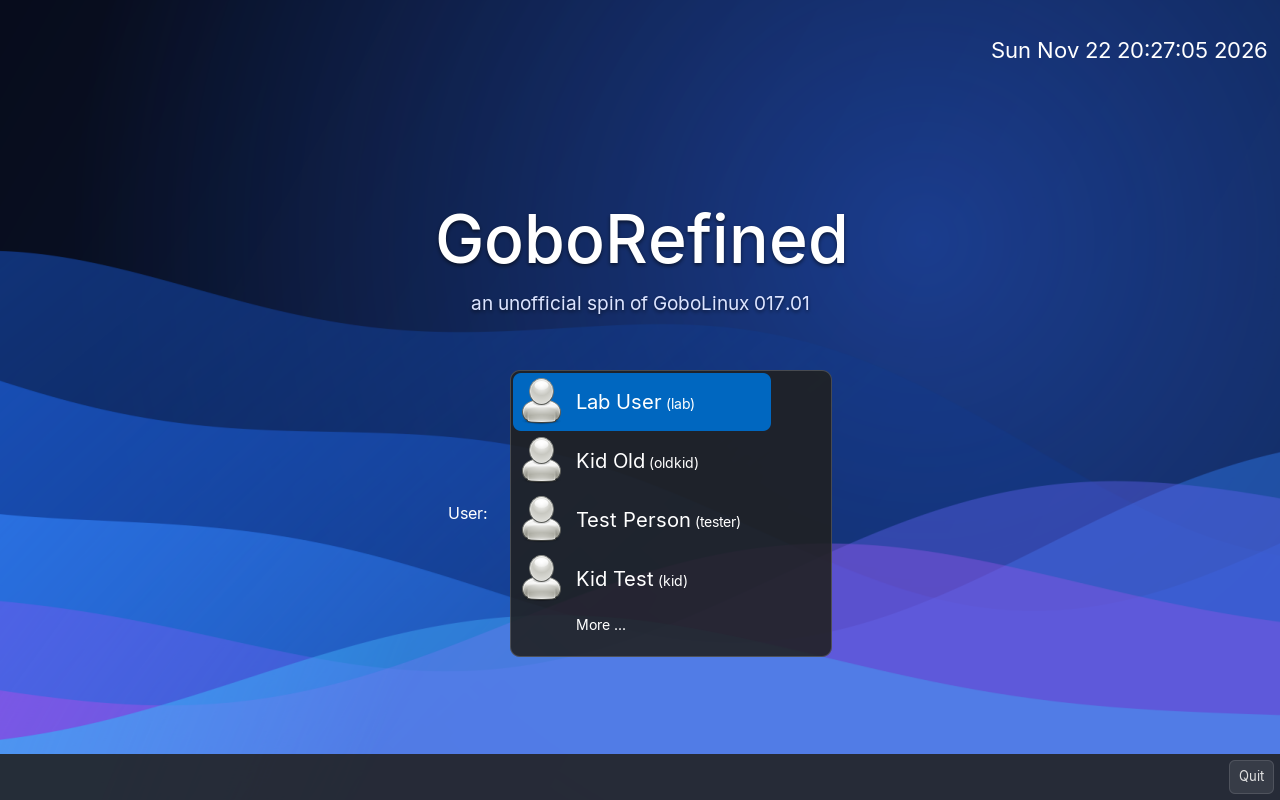 Sun Nov 22 20:27:05 2026
GoboRefined
an unofficial spin of GoboLinux 017.01
Lab User (lab)
Kid Old (oldkid)
User:
Test Person (tester)
Kid Test (kid)
More ...
Quit